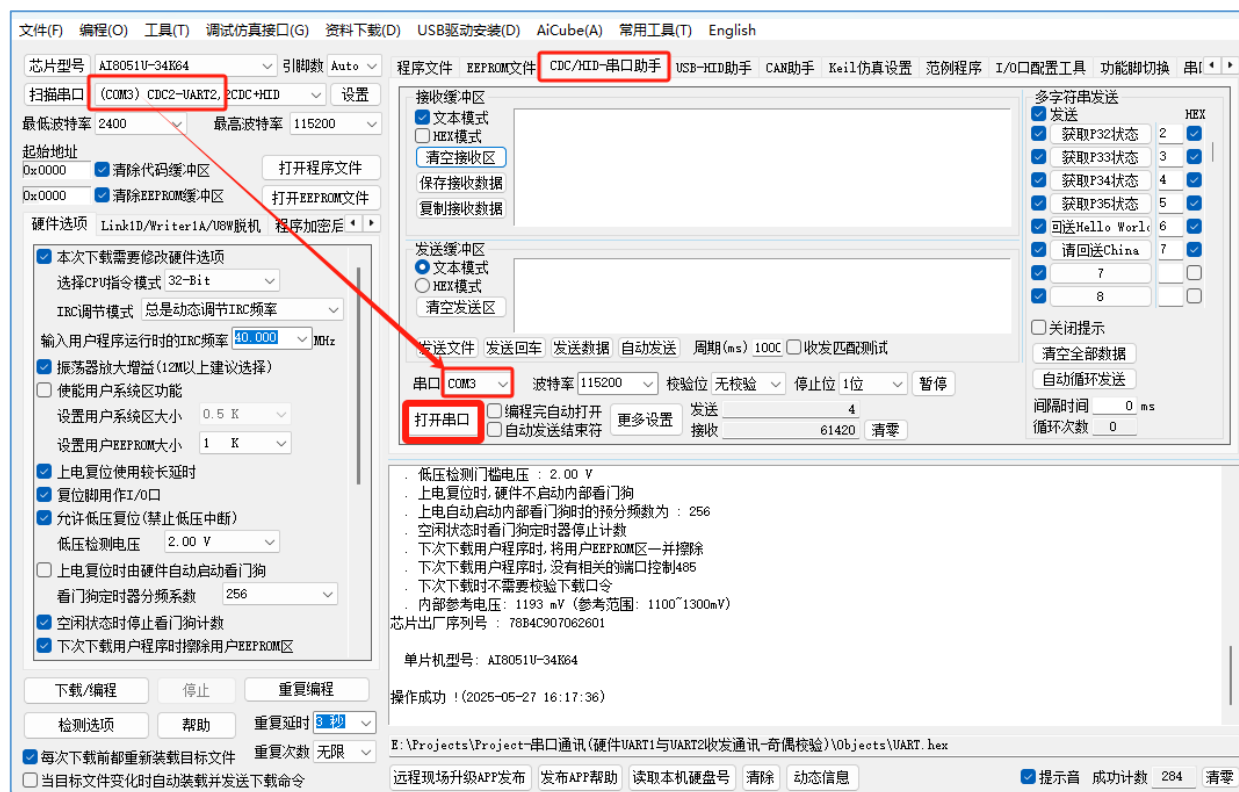 文件(F) 编程(O) 工具(T) 调试仿真接口(G) 资料下载(D) USB驱动安装(D) AiCube(A) 常用工具(T) English
芯片型号 AI8051U-34K64 引脚数 Auto
扫描串口 (COM3) CDC2-UART2, 2CDC+HID 设置
最低波特率 2400 最高波特率 115200
起始地址
0x0000 清除代码缓冲区 打开程序文件
0x0000 清除EEPROM缓冲区 打开EEPROM文件
硬件选项 Link1D/Writer1A/U8W脱机 程序加密后
本次下载需要修改硬件选项
选择CPU指令模式 32-Bit
IRC调节模式 总是动态调节IRC频率
输入用户程序运行时的IRC频率 40.000 MHz
振荡器放大增益(12M以上建议选择)
使能用户系统区功能
设置用户系统区大小 0.5 K
设置用户EEPROM大小 1 K
上电复位使用较长延时
复位脚用作I/O口
允许低压复位(禁止低压中断)
低压检测电压 2.00 V
上电复位时由硬件自动启动看门狗
看门狗定时器分频系数 256
空闲状态时停止看门狗计数
下次下载用户程序时擦除用户EEPROM区
下载/编程 停止 重复编程
检测选项 帮助 重复延时 3 秒
每次下载前都重新装载目标文件 重复次数 无限
当目标文件变化时自动装载并发送下载命令
程序文件 EEPROM文件 CDC/HID-串口助手 USB-HID助手 CAN助手 Keil仿真设置 范例程序 I/O口配置工具 功能脚切换
接收缓冲区
文本模式
HEX模式
清空接收区
保存接收数据
复制接收数据
发送缓冲区
文本模式
HEX模式
清空发送区
发送文件 发送回车 发送数据 自动发送 周期(ms) 100 收发匹配测试
串口 COM3 波特率 115200 校验位 无校验 停止位 1位 暂停
打开串口 编程完自动打开 更多设置 发送 4
自动发送结束符 接收 61420 清零
多字符串发送
发送 HEX
获取P32状态 2
获取P33状态 3
获取P34状态 4
获取P35状态 5
回送Hello Worl 6
请回送China 7
7
8
关闭提示
清空全部数据
自动循环发送
间隔时间 0 ms
循环次数 0
. 低压检测门槛电压 : 2.00 V
. 上电复位时,硬件不启动内部看门狗
. 上电自动启动内部看门狗时的预分频数为 : 256
. 空闲状态时看门狗定时器停止计数
. 下次下载用户程序时,将用户EEPROM区一并擦除
. 下次下载用户程序时,没有相关的端口控制485
. 下次下载时不需要校验下载口令
. 内部参考电压: 1193 mV (参考范围: 1100~1300mV)
芯片出厂序列号 : 78B4C907062601
单片机型号: AI8051U-34K64
操作成功 !(2025-05-27 16:17:36)
E:\Projects\Project-串口通讯(硬件UART1与UART2收发通讯-奇偶校验)\Objects\UART.hex
远程现场升级APP发布 发布APP帮助 读取本机硬盘号 清除 动态信息 提示音 成功计数 284 清零